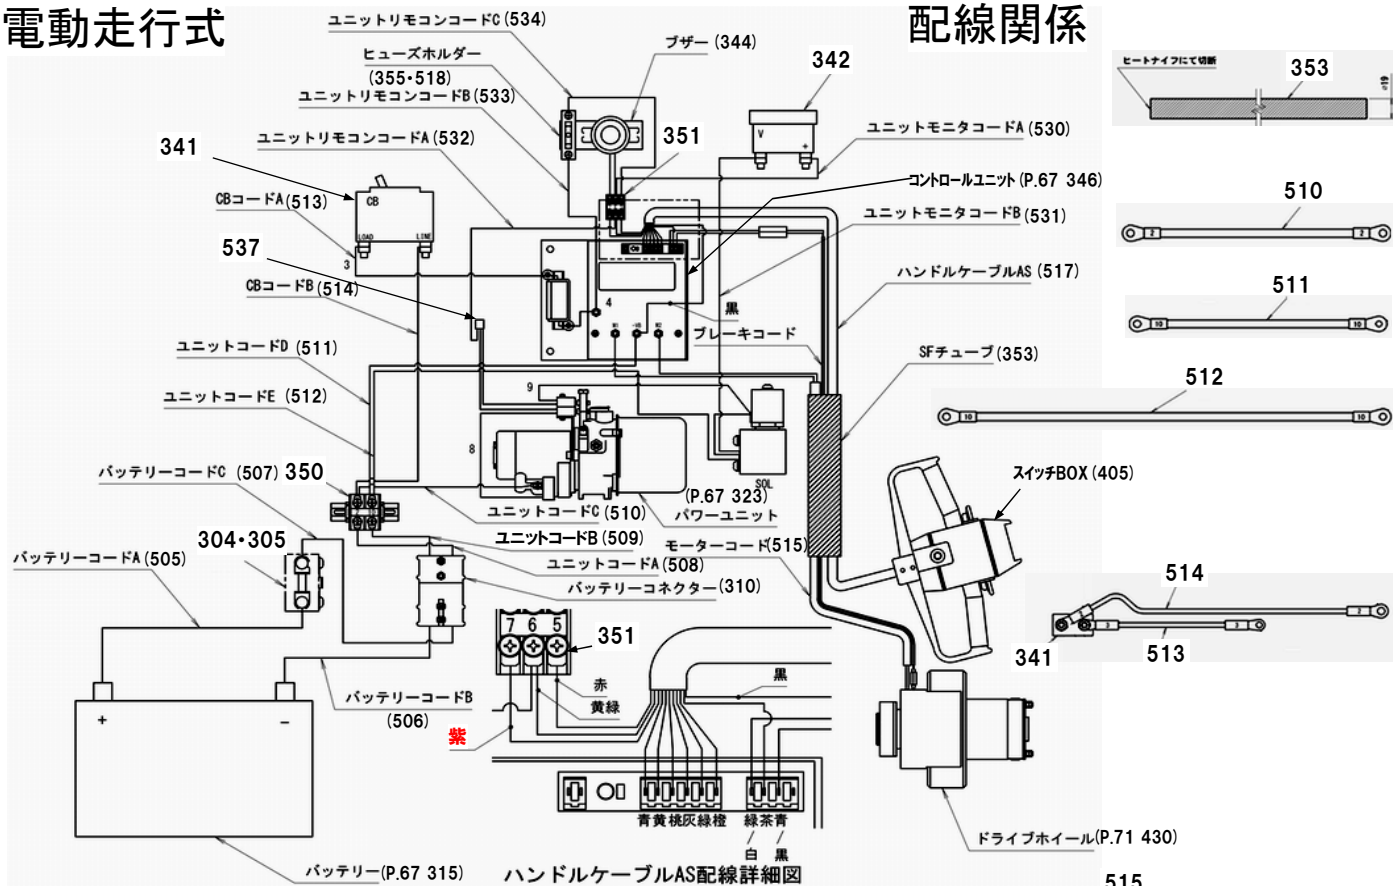 電動走行式
配線関係
ユニットリモコンコードC(534)
ブザー(344)
ヒューズホルダー
(355・518)
342
ヒートナイフにて切断
353
φ19
ユニットリモコンコードB(533)
341
ユニットリモコンコードA(532)
351
V
+
ユニットモニタコードA(530)
コントロールユニット(P.67 346)
CB
CBコードA(513)
LOAD
LINE
3
ユニットモニタコードB(531)
510
2
2
537
CBコードB(514)
ハンドルケーブルAS(517)
511
10
10
4
黒
ブレーキコード
ユニットコードD(511)
SFチューブ(353)
ユニットコードE(512)
9
512
10
10
8
バッテリーコードC (507)
350
SOL
スイッチBOX(405)
(P.67 323)
パワーユニット
ユニットコードC(510)
304・305
ユニットコードB(509)
モーターコード(515)
バッテリーコードA(505)
ユニットコードA(508)
バッテリーコネクター(310)
514
2
3
3
341
513
7 6 5
351
赤
黄緑
黒
紫
バッテリーコードB
(506)
+
−
青黄桃灰緑橙
緑茶青
白
黒
ドライブホイール(P.71 430)
バッテリー(P.67 315)
ハンドルケーブルAS配線詳細図
515